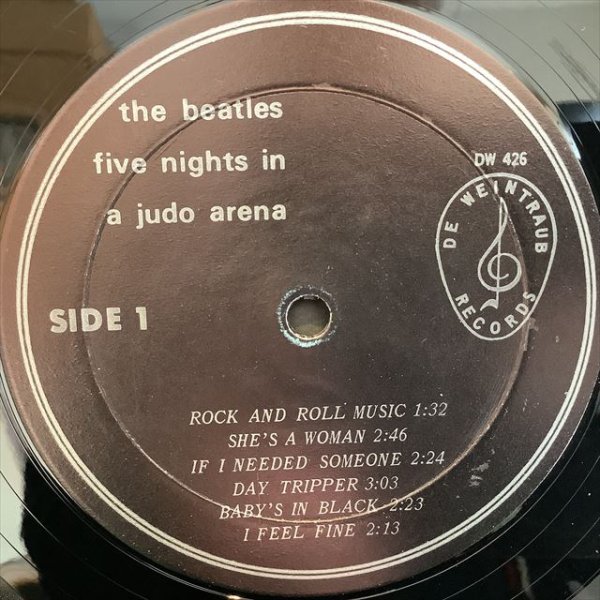 the beatles
five nights in
a judo arena
DW 426
DE WEINTRAUB
RECORDS
SIDE 1
ROCK AND ROLL MUSIC 1:32
SHE'S A WOMAN 2:46
IF I NEEDED SOMEONE 2:24
DAY TRIPPER 3:03
BABY'S IN BLACK 2:23
I FEEL FINE 2:13